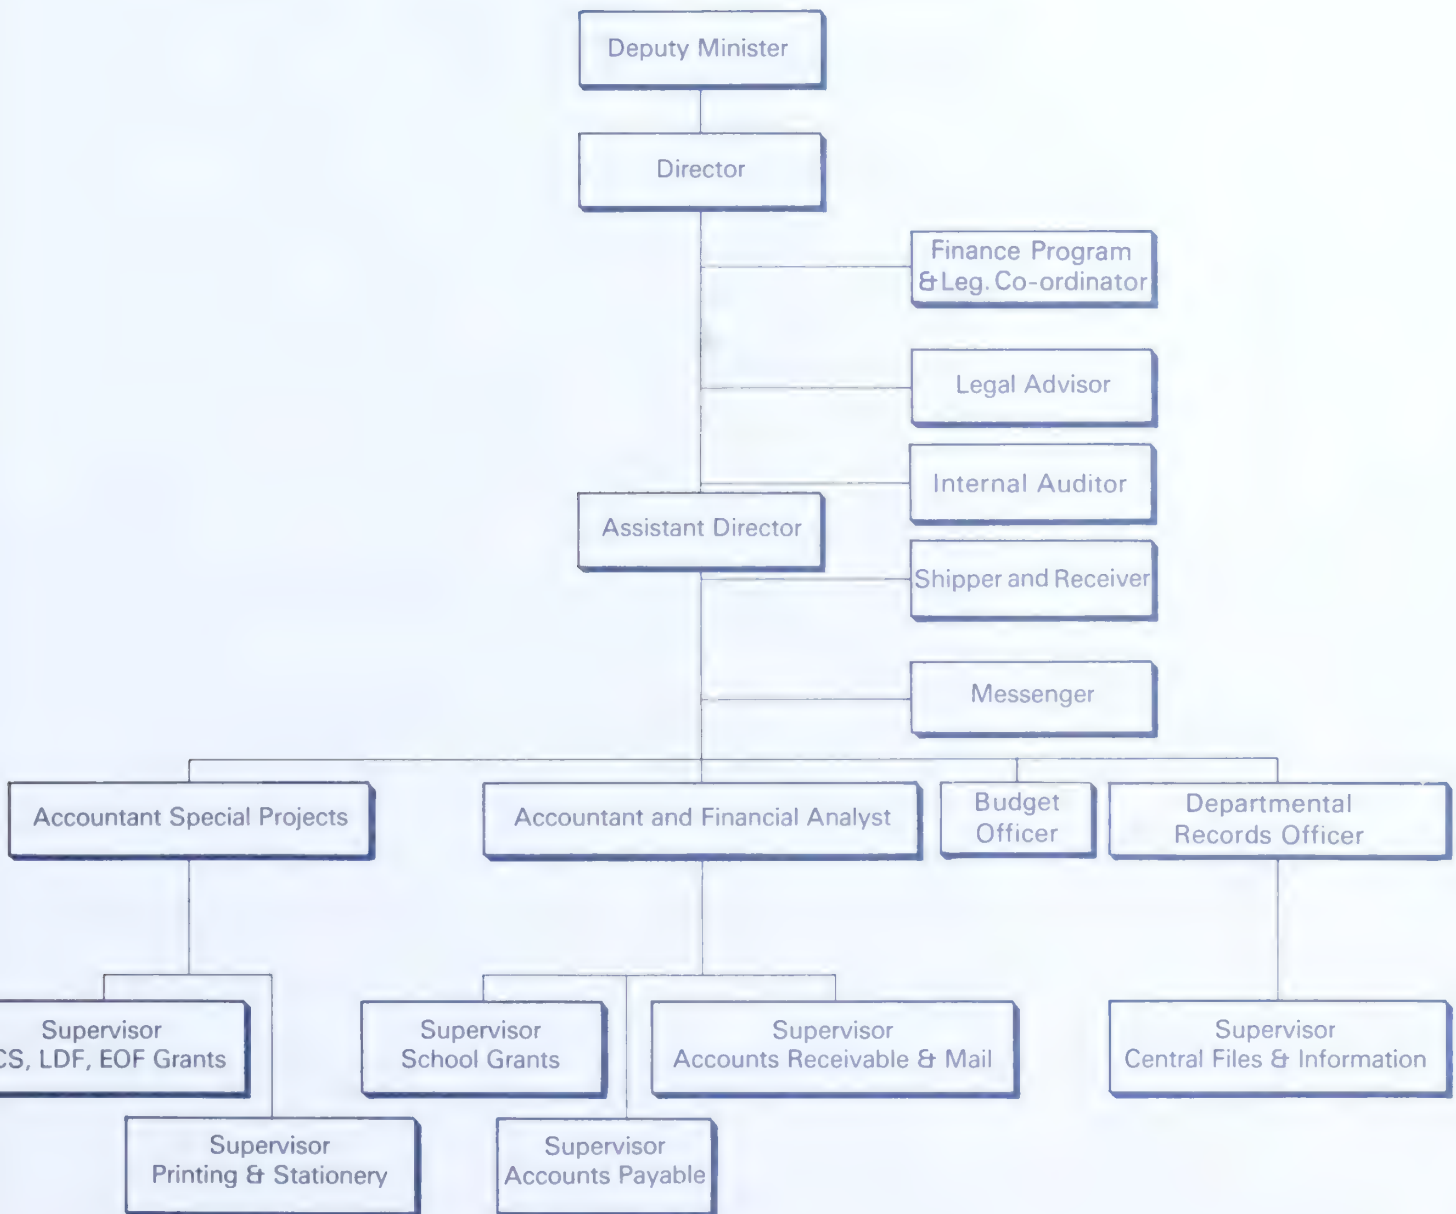 Deputy Minister
Director
Finance Program
& Leg. Co-ordinator
Legal Advisor
Internal Auditor
Assistant Director
Shipper and Receiver
Messenger
Accountant Special Projects
Accountant and Financial Analyst
Budget
Officer
Departmental
Records Officer
Supervisor
LDF, EOF Grants
Supervisor
School Grants
Supervisor
Accounts Receivable & Mail
Supervisor
Central Files & Information
Supervisor
Printing & Stationery
Supervisor
Accounts Payable